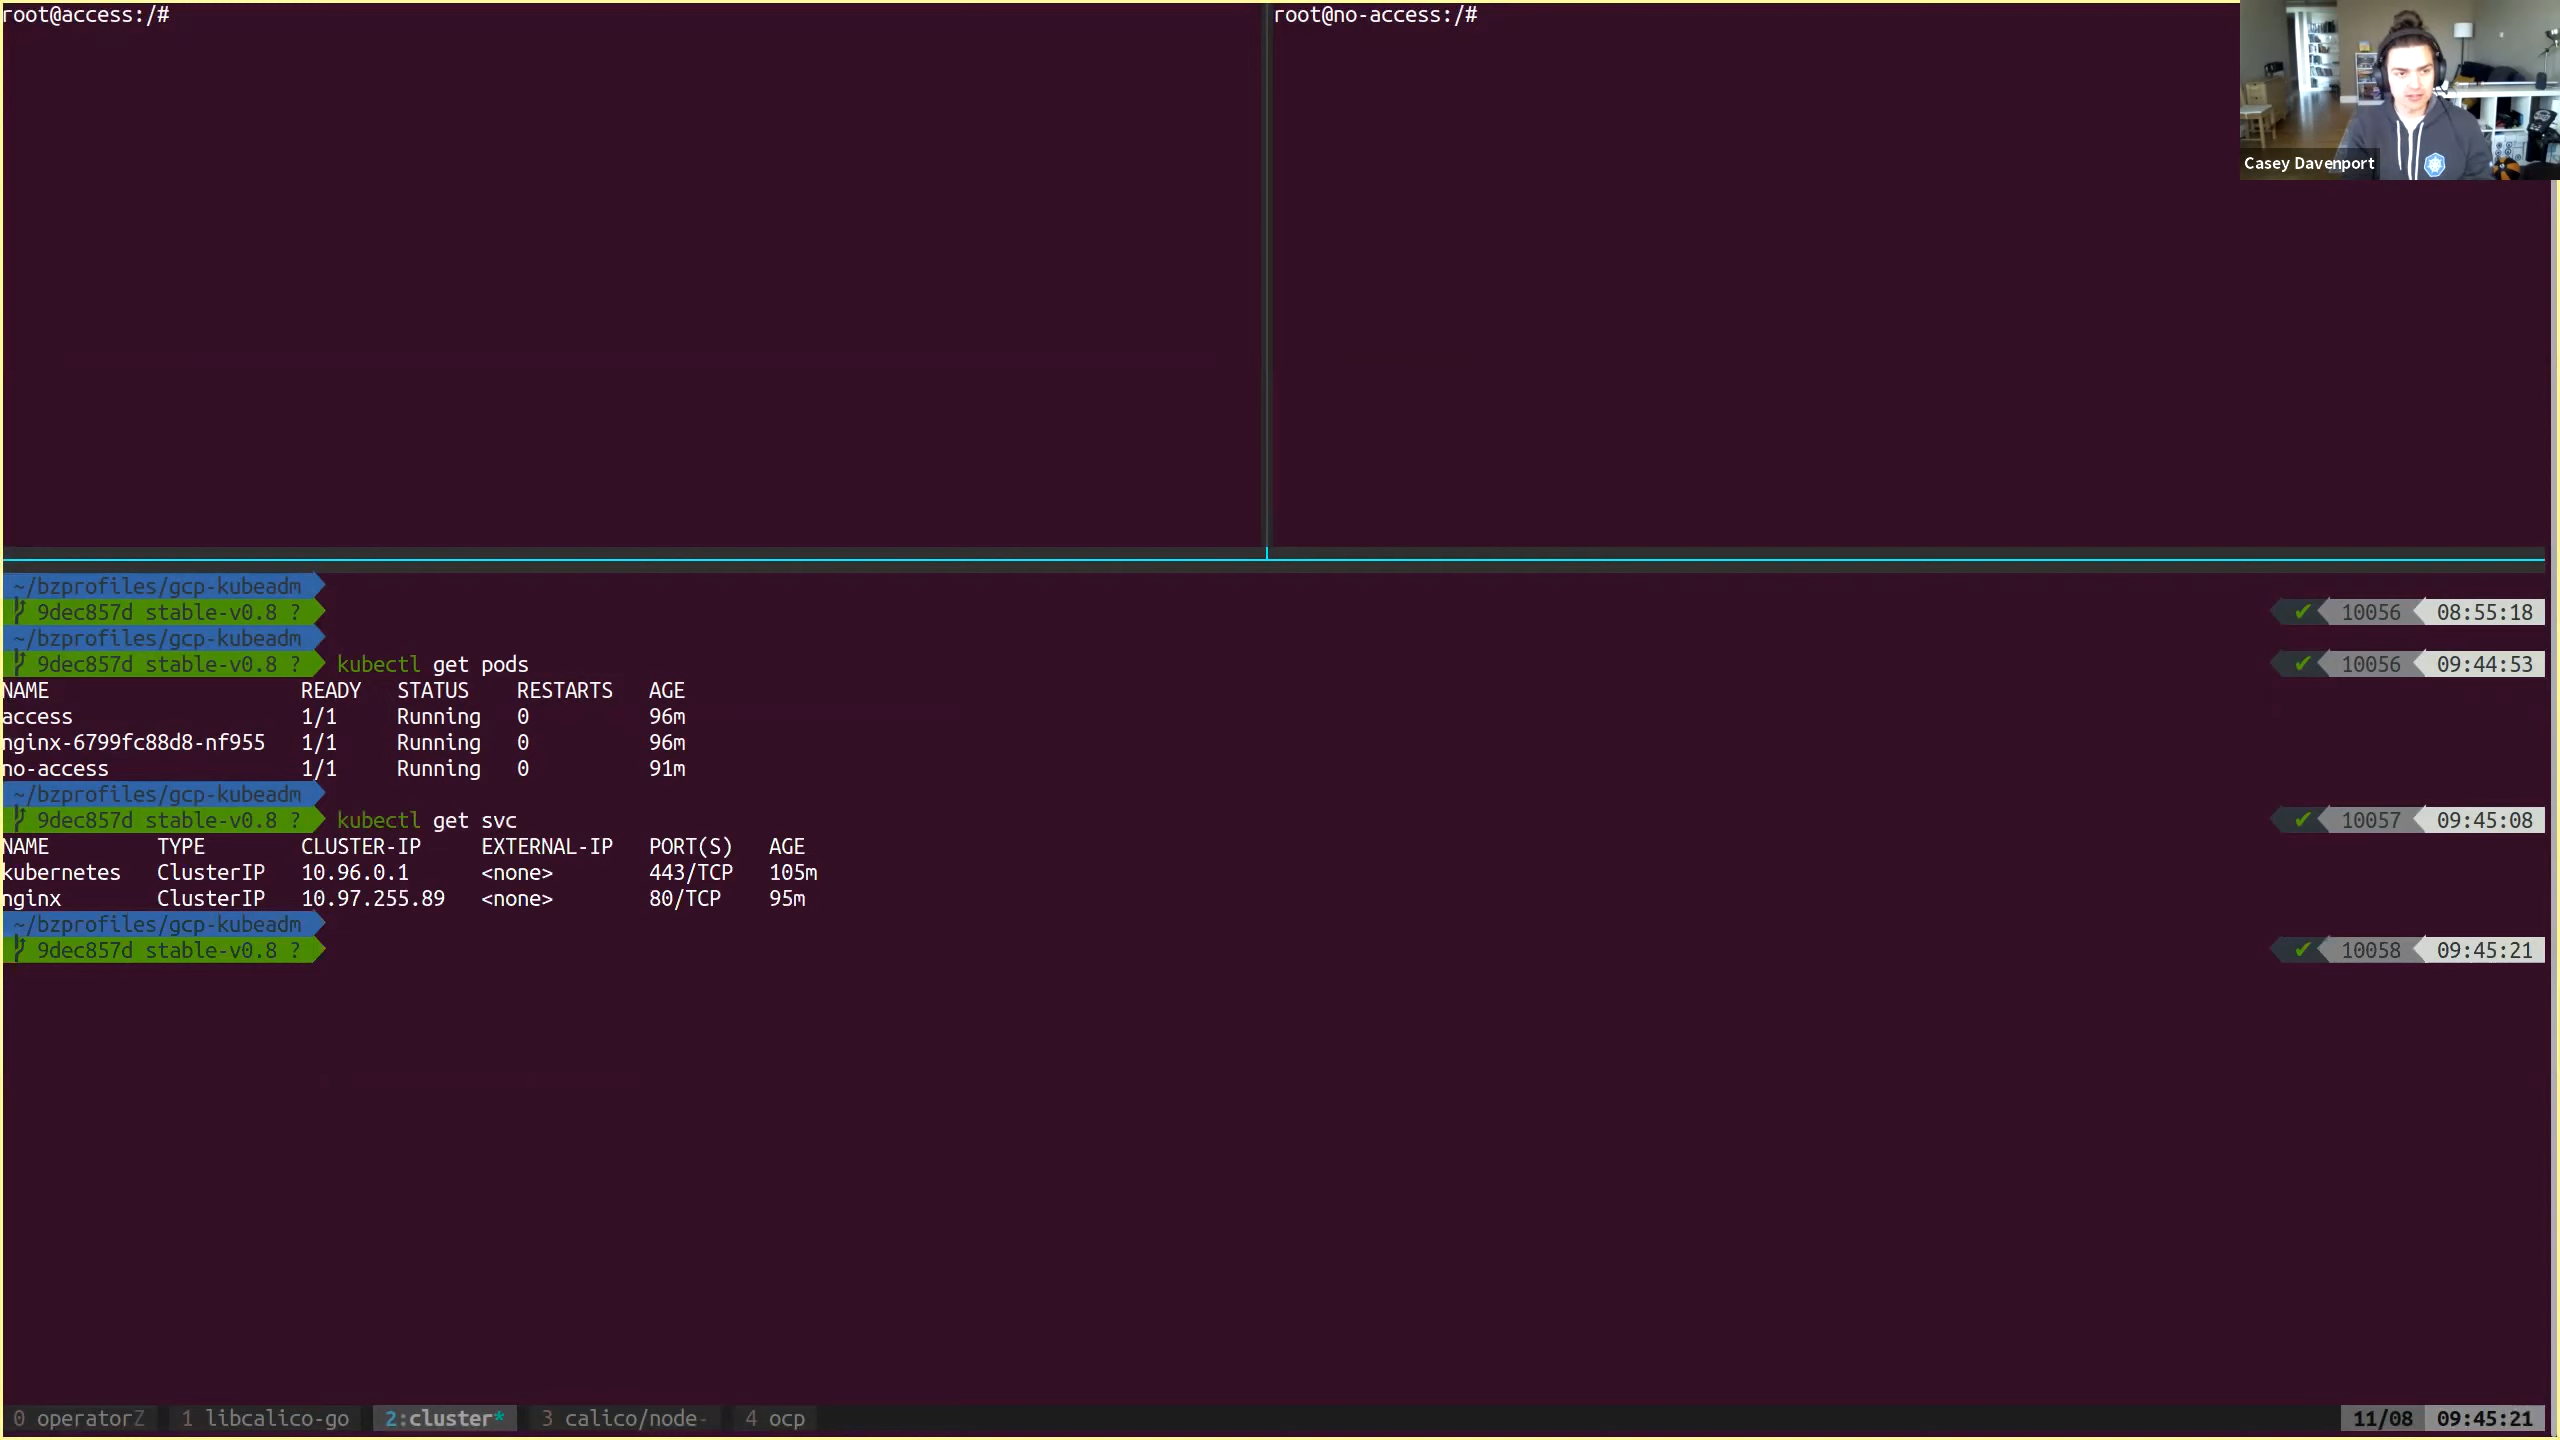 root@access:/#
root@no-access:/#
Casey Davenport
~/bzprofiles/gcp-kubeadm
9dec857d stable-v0.8 ? ✔ 10056 08:55:18
~/bzprofiles/gcp-kubeadm
9dec857d stable-v0.8 ? kubectl get pods ✔ 10056 09:44:53
NAME READY STATUS RESTARTS AGE
access 1/1 Running 0 96m
nginx-6799fc88d8-nf955 1/1 Running 0 96m
no-access 1/1 Running 0 91m
~/bzprofiles/gcp-kubeadm
9dec857d stable-v0.8 ? kubectl get svc ✔ 10057 09:45:08
NAME TYPE CLUSTER-IP EXTERNAL-IP PORT(S) AGE
kubernetes ClusterIP 10.96.0.1 <none> 443/TCP 105m
nginx ClusterIP 10.97.255.89 <none> 80/TCP 95m
~/bzprofiles/gcp-kubeadm
9dec857d stable-v0.8 ? ✔ 10058 09:45:21
0 operatorZ 1 libcalico-go 2:cluster* 3 calico/node- 4 ocp 11/08 09:45:21